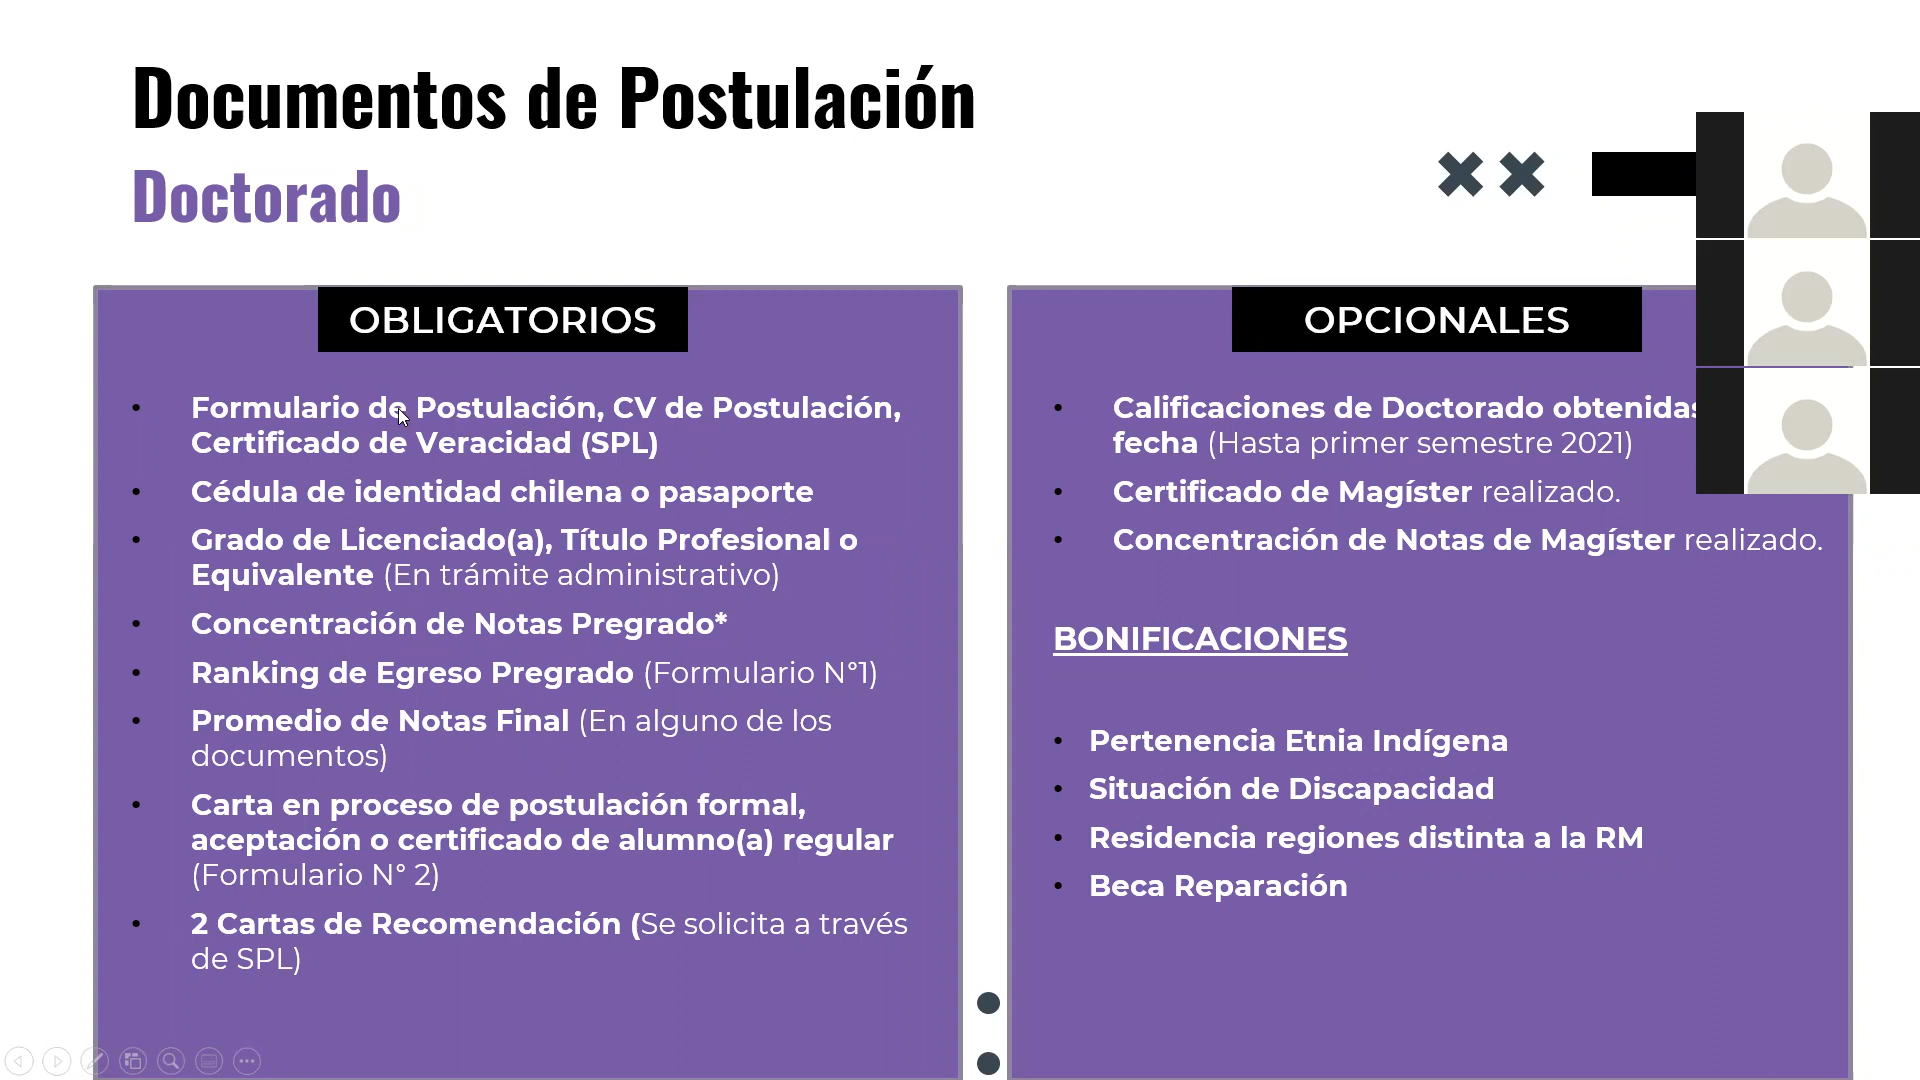 Documentos de Postulación
Doctorado
OBLIGATORIOS
• Formulario de Postulación, CV de Postulación,
Certificado de Veracidad (SPL)
• Cédula de identidad chilena o pasaporte
• Grado de Licenciado(a), Título Profesional o
Equivalente (En trámite administrativo)
• Concentración de Notas Pregrado*
• Ranking de Egreso Pregrado (Formulario N°1)
• Promedio de Notas Final (En alguno de los
documentos)
• Carta en proceso de postulación formal,
aceptación o certificado de alumno(a) regular
(Formulario N° 2)
• 2 Cartas de Recomendación (Se solicita a través
de SPL)
OPCIONALES
• Calificaciones de Doctorado obtenidas
fecha (Hasta primer semestre 2021)
• Certificado de Magíster realizado.
• Concentración de Notas de Magíster realizado.
BONIFICACIONES
• Pertenencia Etnia Indígena
• Situación de Discapacidad
• Residencia regiones distinta a la RM
• Beca Reparación